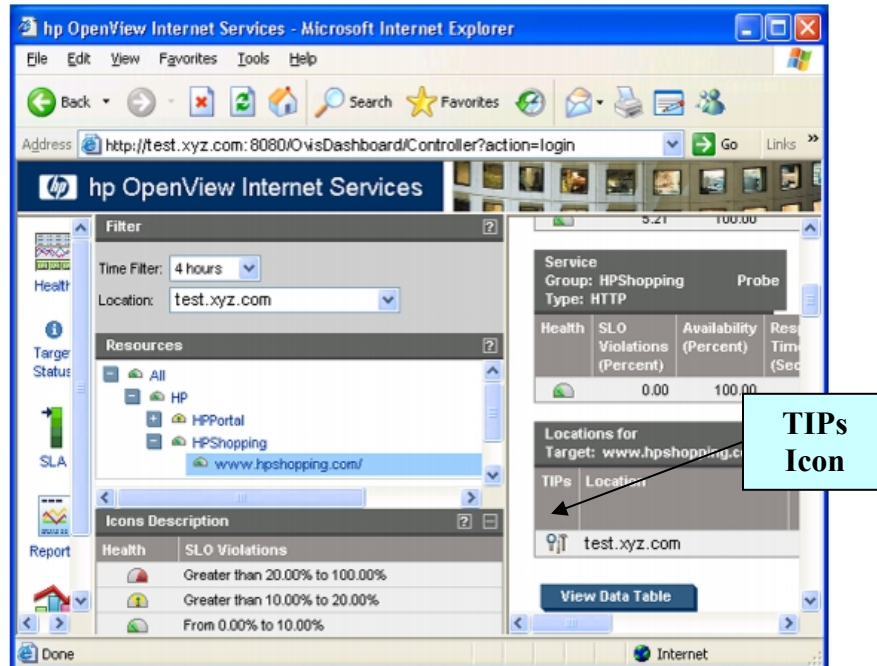 hp OpenView Internet Services - Microsoft Internet Explorer
File Edit View Favorites Tools Help
Back Search Favorites
Address http://test.xyz.com:8080/OvisDashboard/Controller?action=login Go Links »
hp hp OpenView Internet Services
Filter ?
Time Filter: 4 hours
Location: test.xyz.com
Resources ?
All
HP
HPPortal
HPShopping
www.hpshopping.com/
Icons Description ?
Health SLO Violations
Greater than 20.00% to 100.00%
Greater than 10.00% to 20.00%
From 0.00% to 10.00%
Health
Target
Status
SLA
Report
5.21 100.00
Service
Group: HPShopping Probe
Type: HTTP
Health SLO Violations (Percent) Availability (Percent)
0.00 100.00
Locations for
Target: www.hpshopping.c
TIPs Location
test.xyz.com
View Data Table
TIPs
Icon
Done Internet